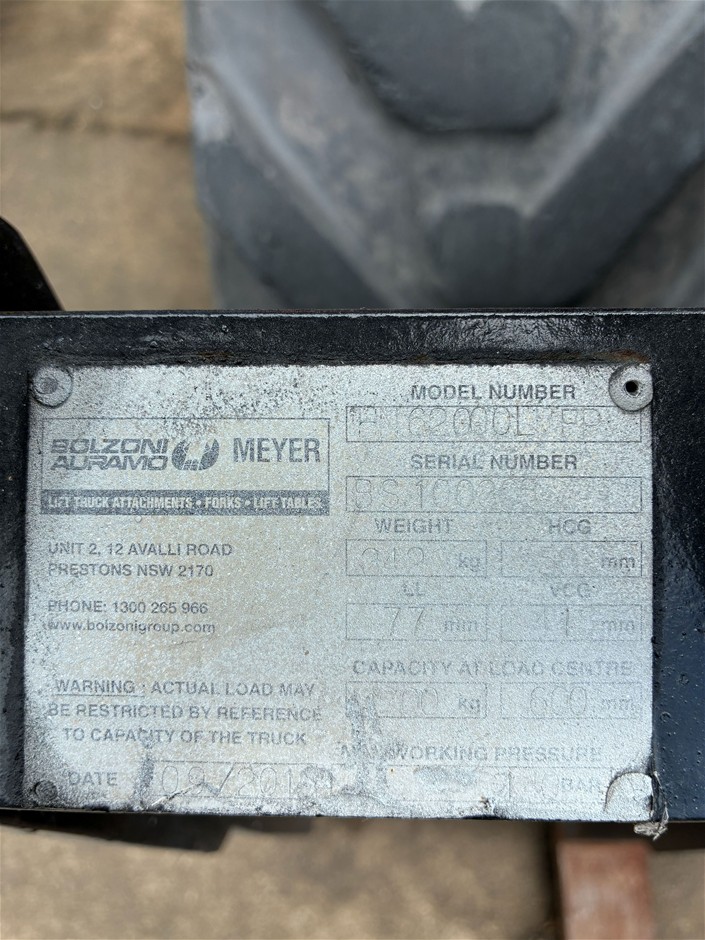 BOLZONI
AURAMO
MEYER
LIFT TRUCK ATTACHMENTS • FORKS • LIFT TABLES
UNIT 2, 12 AVALLI ROAD
PRESTONS NSW 2170
PHONE: 1300 265 966
www.bolzonigroup.com
WARNING : ACTUAL LOAD MAY
BE RESTRICTED BY REFERENCE
TO CAPACITY OF THE TRUCK
DATE
MODEL NUMBER
SERIAL NUMBER
WEIGHT HCG
kg mm
LL VCG
77 mm mm
CAPACITY AT LOAD CENTRE
kg 600 mm
MAX WORKING PRESSURE
BAR